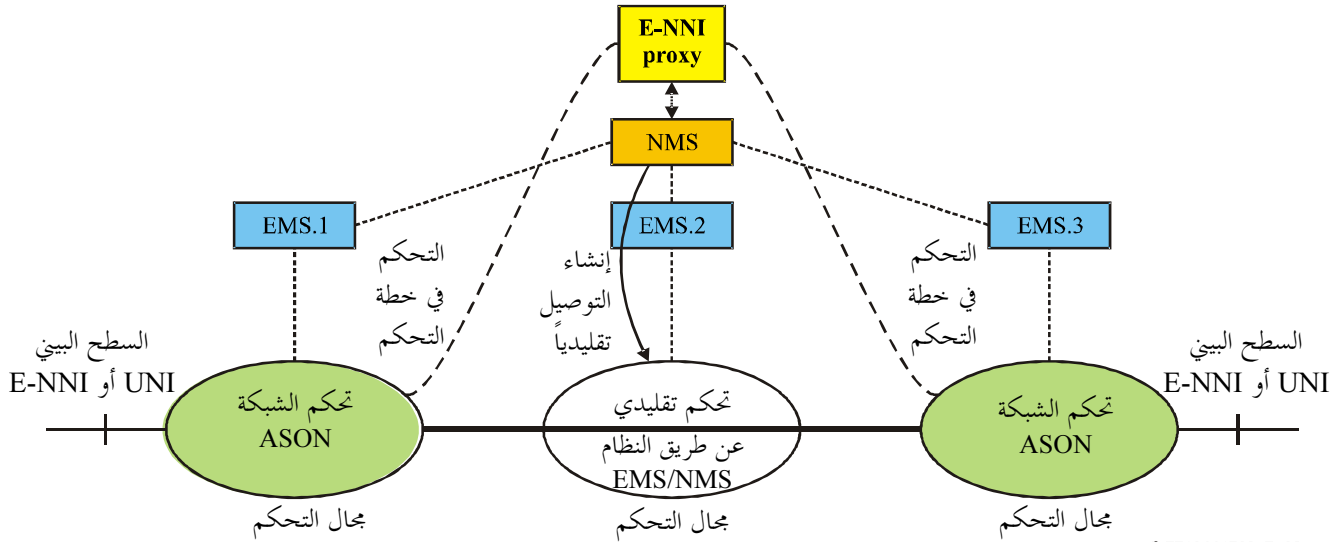 E-NNI
proxy
NMS
EMS.1
EMS.2
EMS.3
التحكم
في خطة
التحكم
إنشاء
التوصيل
تقليدياً
التحكم
في خطة
التحكم
السطح البيني
UNI أو E-NNI
السطح البيني
UNI أو E-NNI
تحكم الشبكة
ASON
تحكم تقليدي
عن طريق النظام
EMS/NMS
تحكم الشبكة
ASON
مجال التحكم
مجال التحكم
مجال التحكم